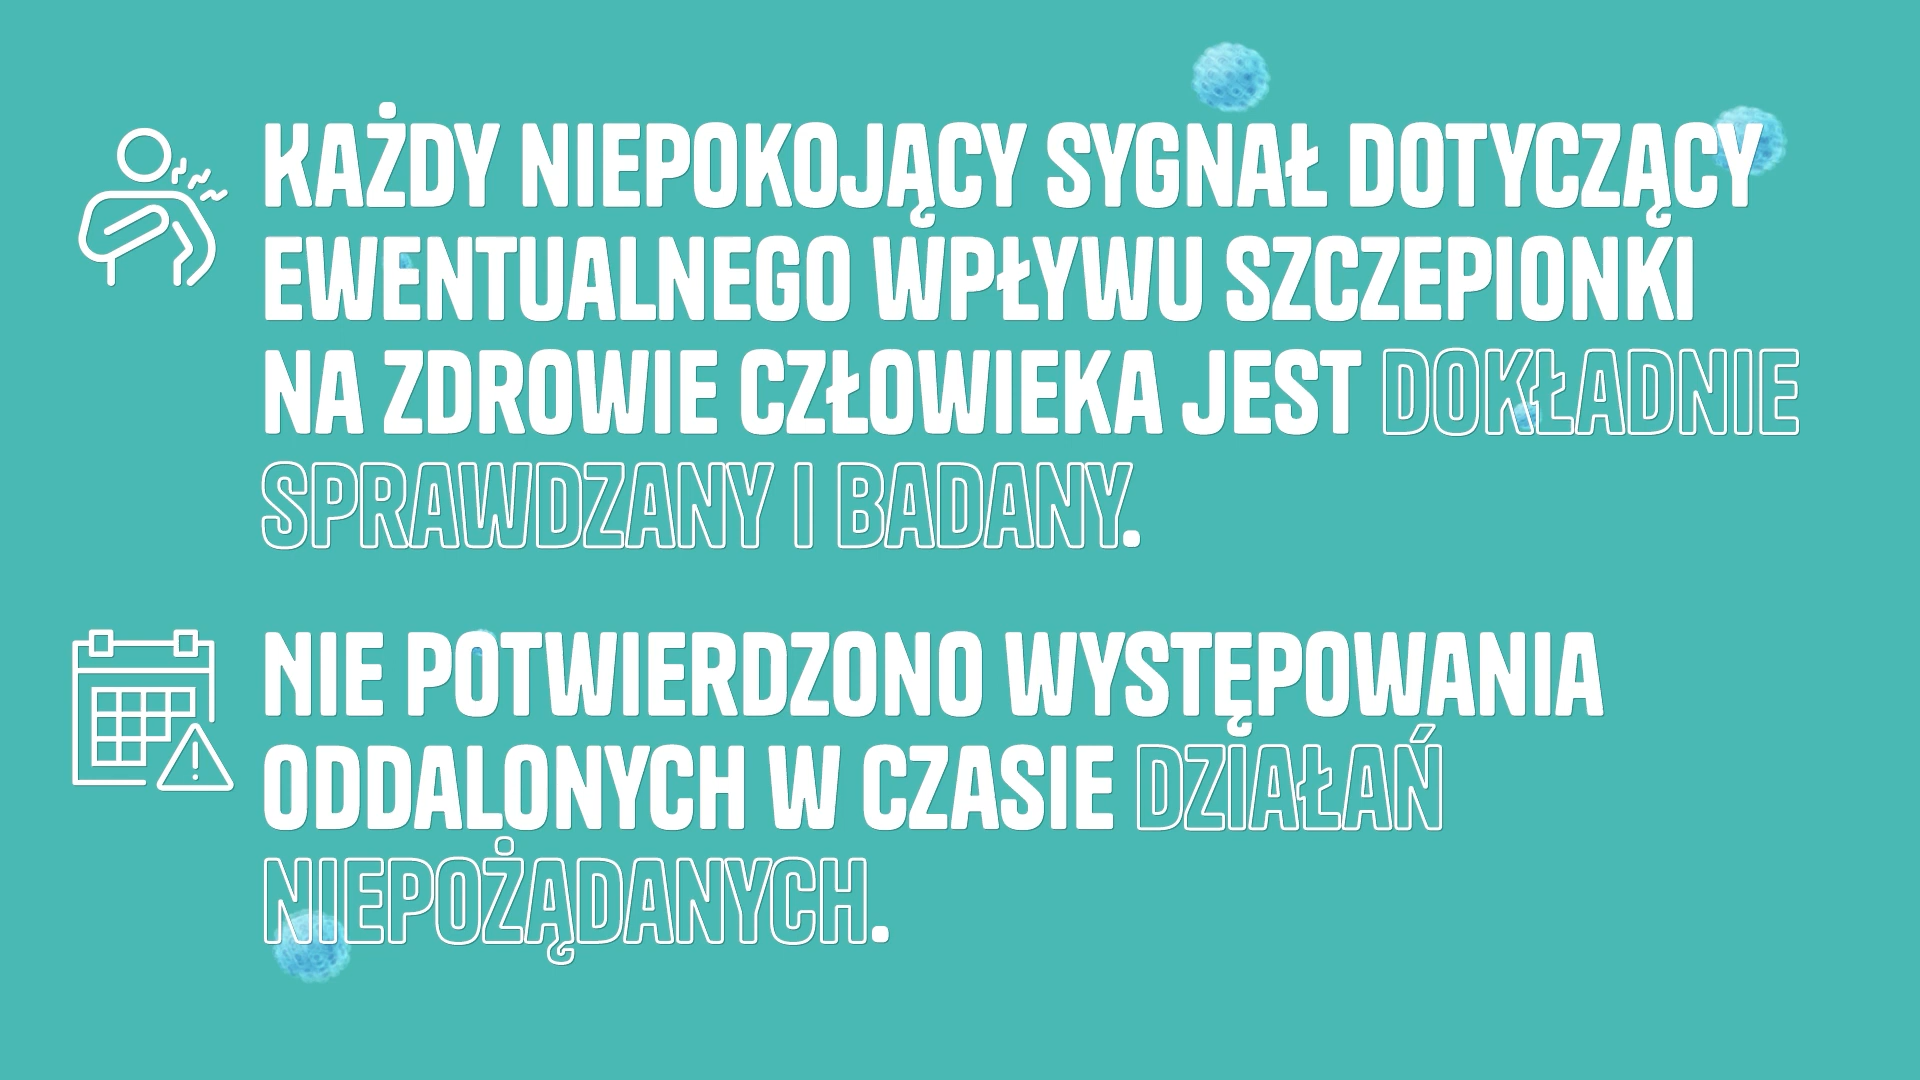 KAŻDY NIEPOKOJĄCY SYGNAŁ DOTYCZĄCY
EWENTUALNEGO WPŁYWU SZCZEPIONKI
NA ZDROWIE CZŁOWIEKA JEST DOKŁADNIE
SPRAWDZANY I BADANY.
NIE POTWIERDZONO WYSTĘPOWANIA
ODDALONYCH W CZASIE DZIAŁAŃ
NIEPOŻĄDANYCH.